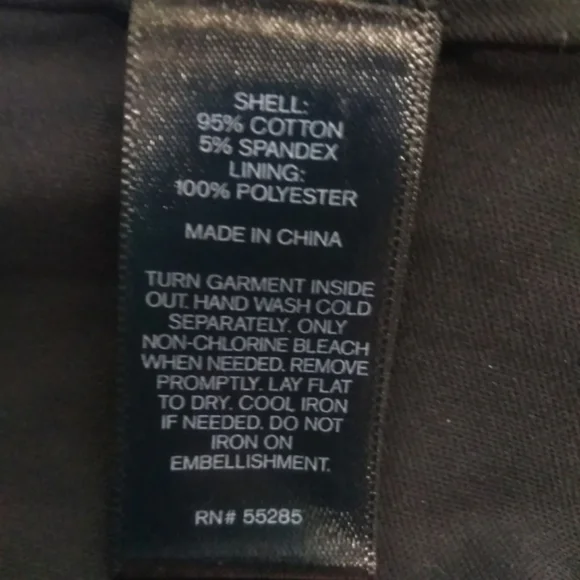 SHELL:
95% COTTON
5% SPANDEX
LINING:
100% POLYESTER
MADE IN CHINA
TURN GARMENT INSIDE
OUT. HAND WASH COLD
SEPARATELY. ONLY
NON-CHLORINE BLEACH
WHEN NEEDED. REMOVE
PROMPTLY. LAY FLAT
TO DRY. COOL IRON
IF NEEDED. DO NOT
IRON ON
EMBELLISHMENT.
RN# 55285